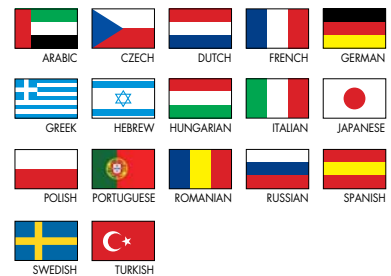 ARABIC CZECH DUTCH FRENCH GERMAN
GREEK HEBREW HUNGARIAN ITALIAN JAPANESE
POLISH PORTUGUESE ROMANIAN RUSSIAN SPANISH
SWEDISH TURKISH